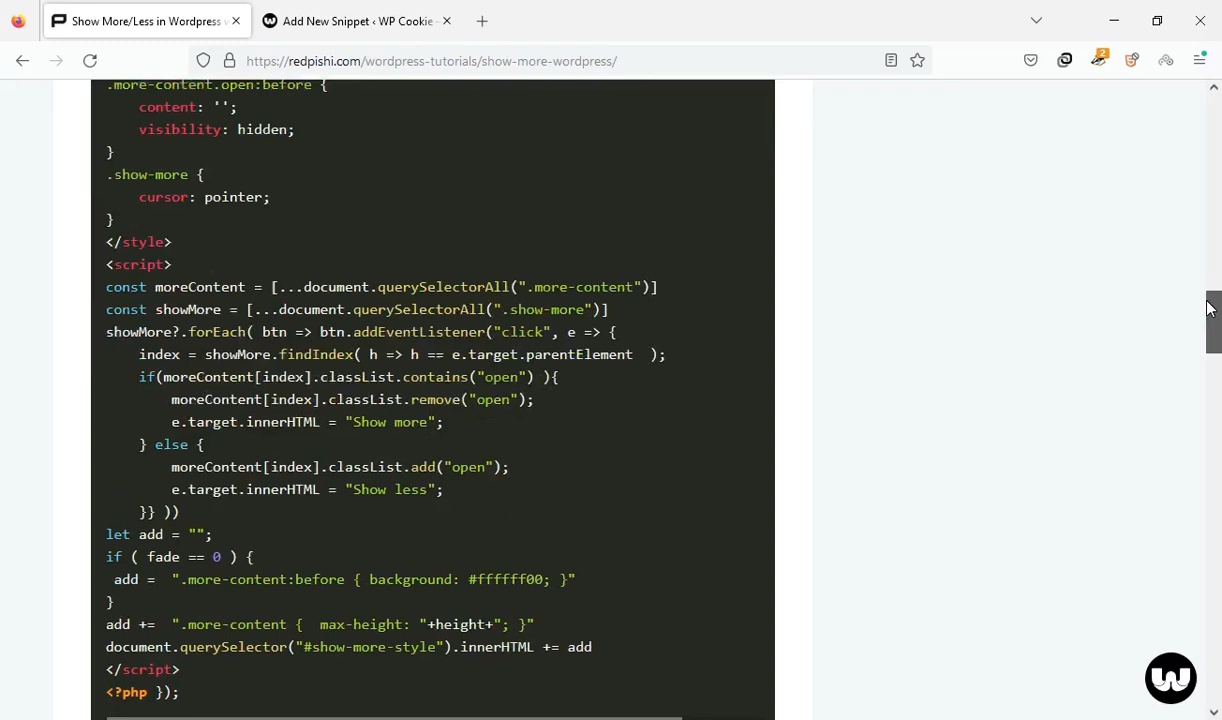 Show More/Less in Wordpress w
Add New Snippet ‹ WP Cookie -
https://redpishi.com/wordpress-tutorials/show-more-wordpress/
2
.more-content.open:before {
content: '';
visibility: hidden;
}
.show-more {
cursor: pointer;
}
</style>
<script>
const moreContent = [...document.querySelectorAll(".more-content")]
const showMore = [...document.querySelectorAll(".show-more")]
showMore?.forEach( btn => btn.addEventListener("click", e => {
index = showMore.findIndex( h => h == e.target.parentElement );
if(moreContent[index].classList.contains("open") ){
moreContent[index].classList.remove("open");
e.target.innerHTML = "Show more";
} else {
moreContent[index].classList.add("open");
e.target.innerHTML = "Show less";
}} ))
let add = "";
if ( fade == 0 ) {
add = ".more-content:before { background: #ffffff00; }"
}
add += ".more-content { max-height: "+height+"; }"
document.querySelector("#show-more-style").innerHTML += add
</script>
<?php });
W